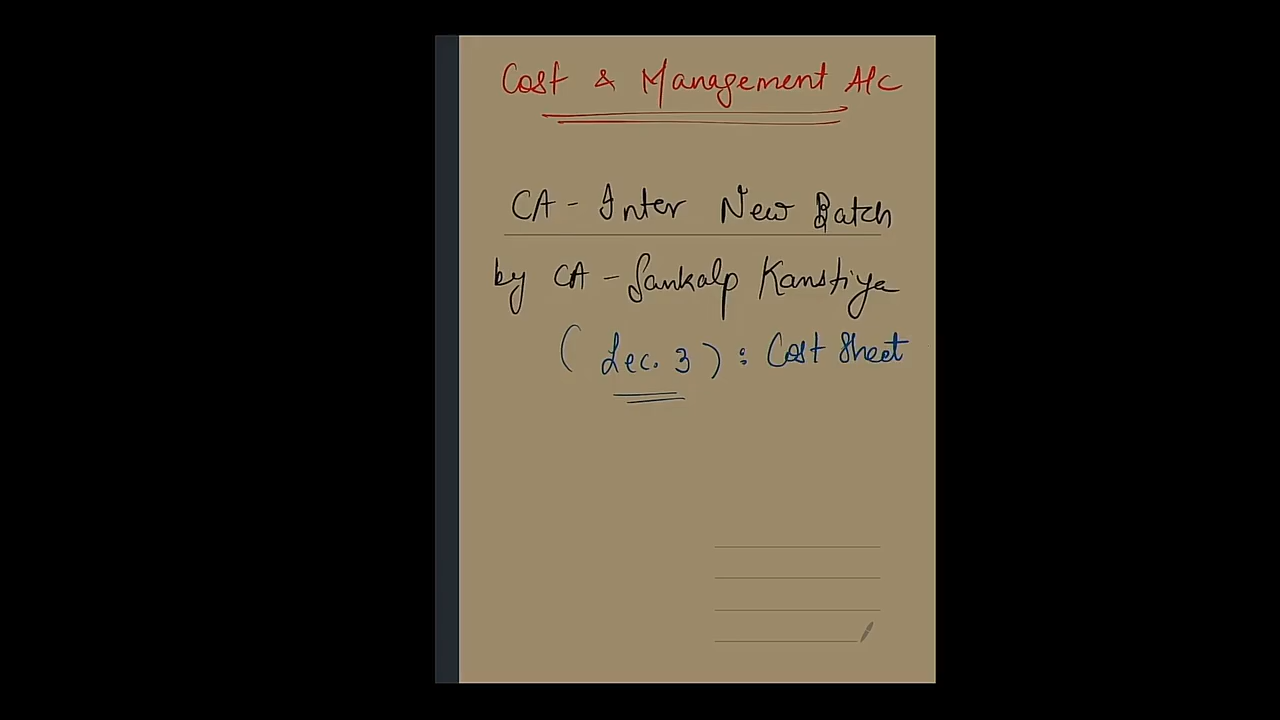 Cost & Management A/c
CA - Inter New Batch
by CA - Sankalp Kanstiya
( Lec. 3 ) : Cost Sheet